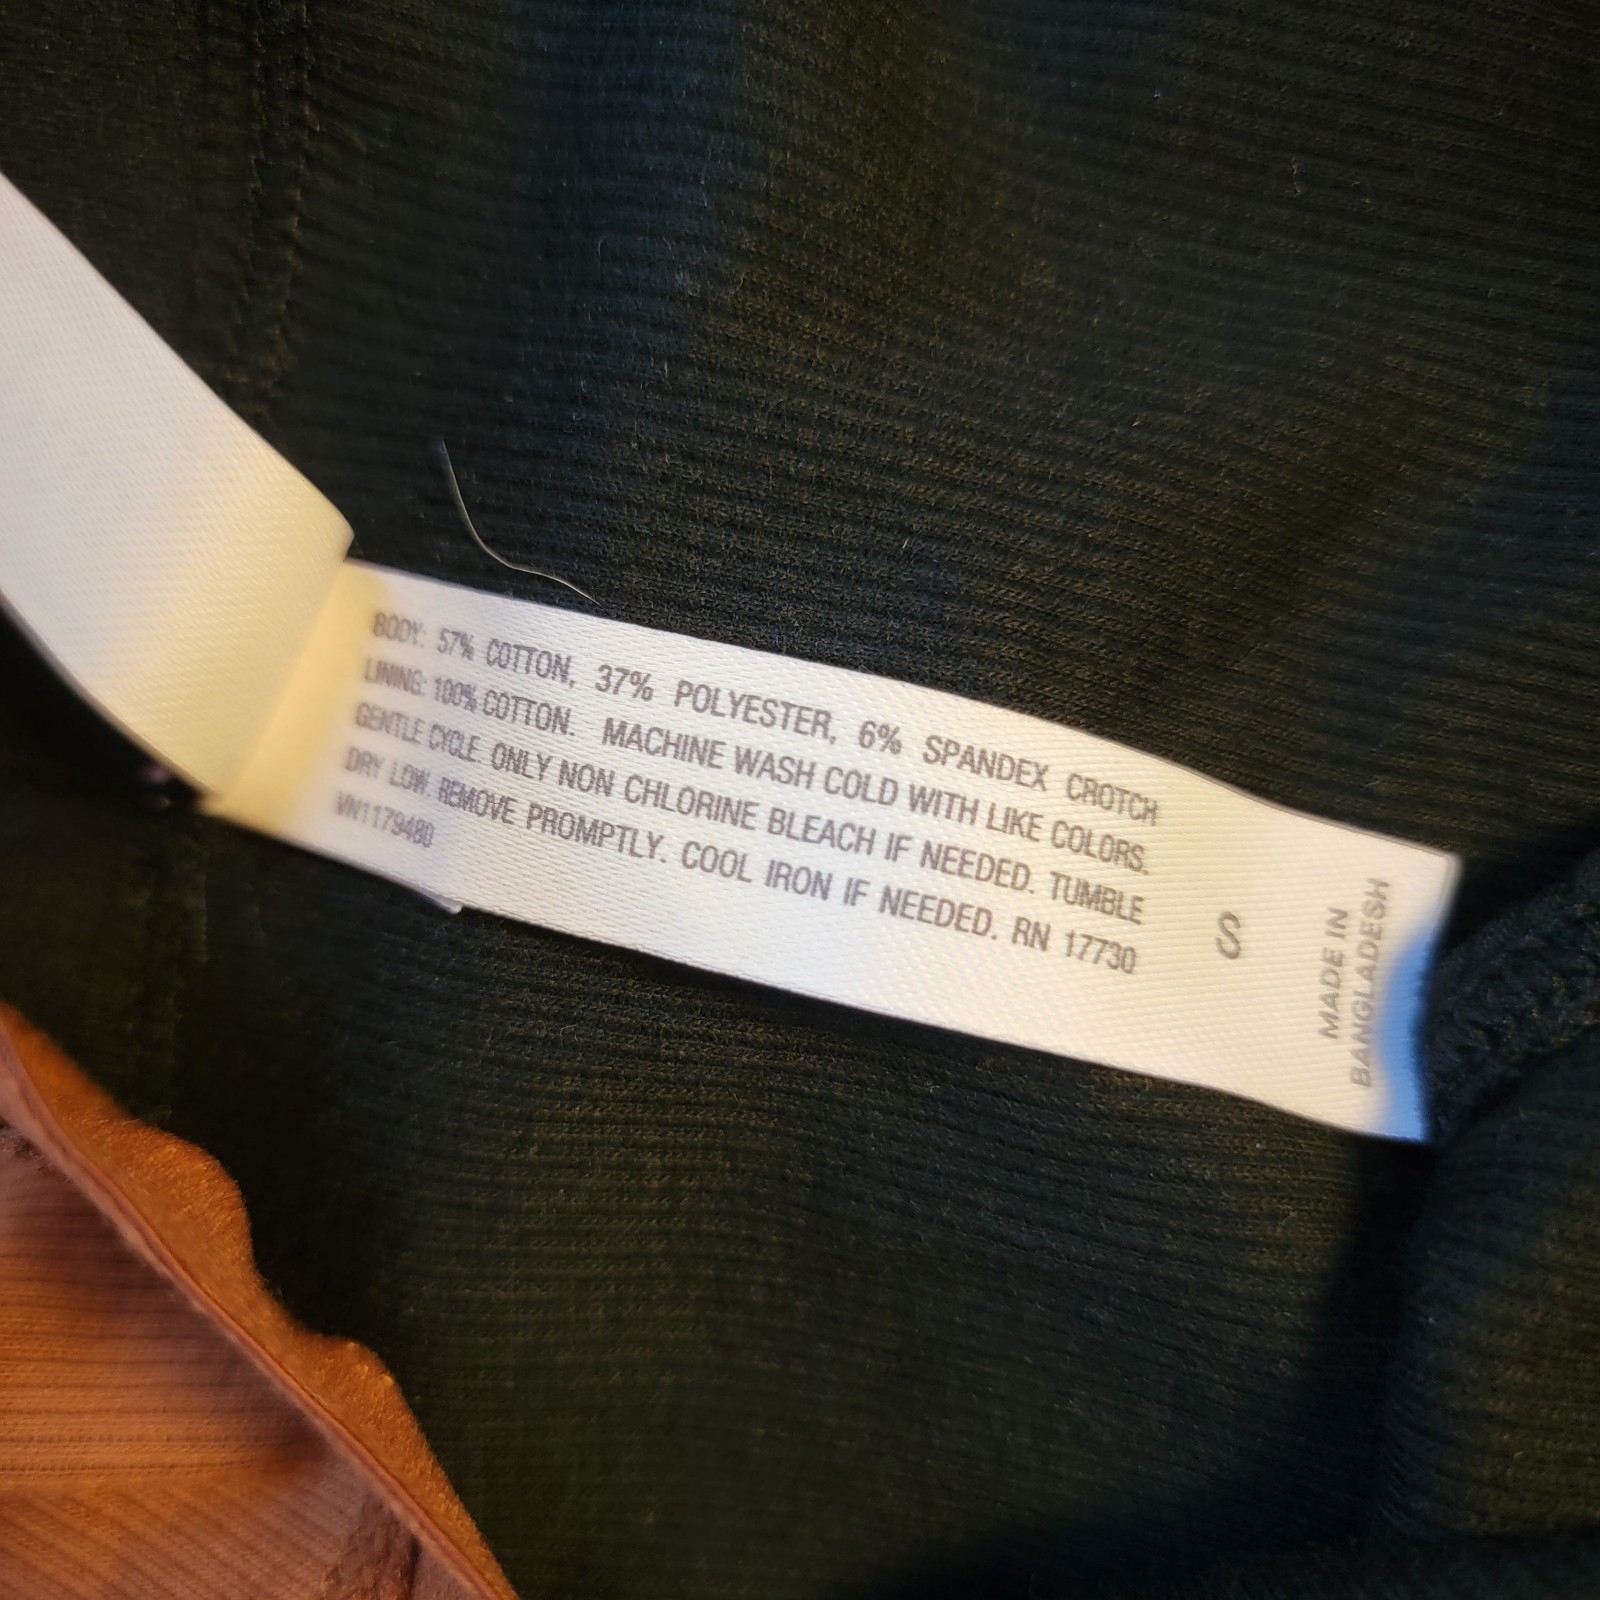 BODY: 57% COTTON, 37% POLYESTER, 6% SPANDEX CROTCH
LINING: 100% COTTON. MACHINE WASH COLD WITH LIKE COLORS.
GENTLE CYCLE. ONLY NON CHLORINE BLEACH IF NEEDED. TUMBLE
DRY LOW. REMOVE PROMPTLY. COOL IRON IF NEEDED. RN 17730
VN1179480
S
MADE IN
BANGLADESH